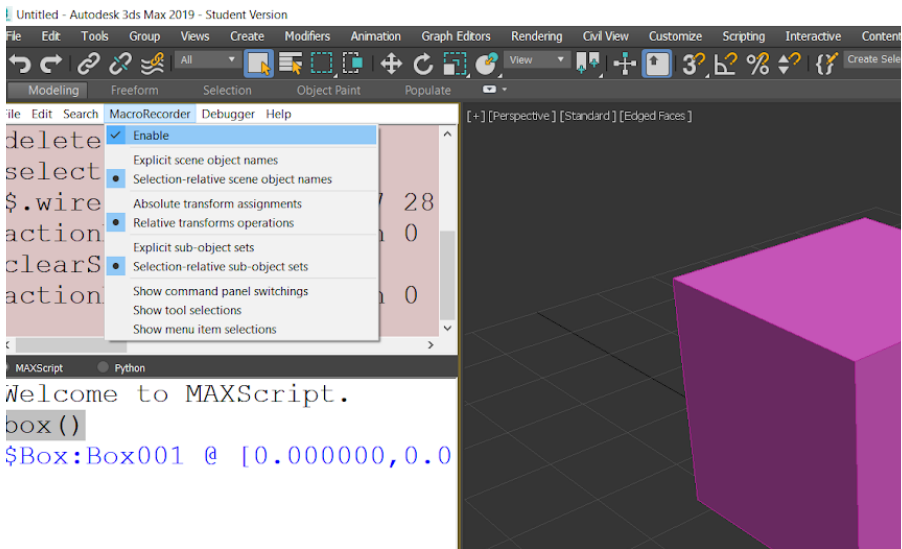 Untitled - Autodesk 3ds Max 2019 - Student Version
File Edit Tools Group Views Create Modifiers Animation Graph Editors Rendering Civil View Customize Scripting Interactive Content
All View Create Sele
Modeling Freeform Selection Object Paint Populate
File Edit Search MacroRecorder Debugger Help
[+] [Perspective] [Standard] [Edged Faces]
delete
Enable
select
Explicit scene object names
Selection-relative scene object names
$.wire 28
Absolute transform assignments
Relative transforms operations
action 0
Explicit sub-object sets
clearS
Selection-relative sub-object sets
action 0
Show command panel switchings
Show tool selections
Show menu item selections
MAXScript Python
Welcome to MAXScript.
box()
$Box:Box001 @ [0.000000,0.0